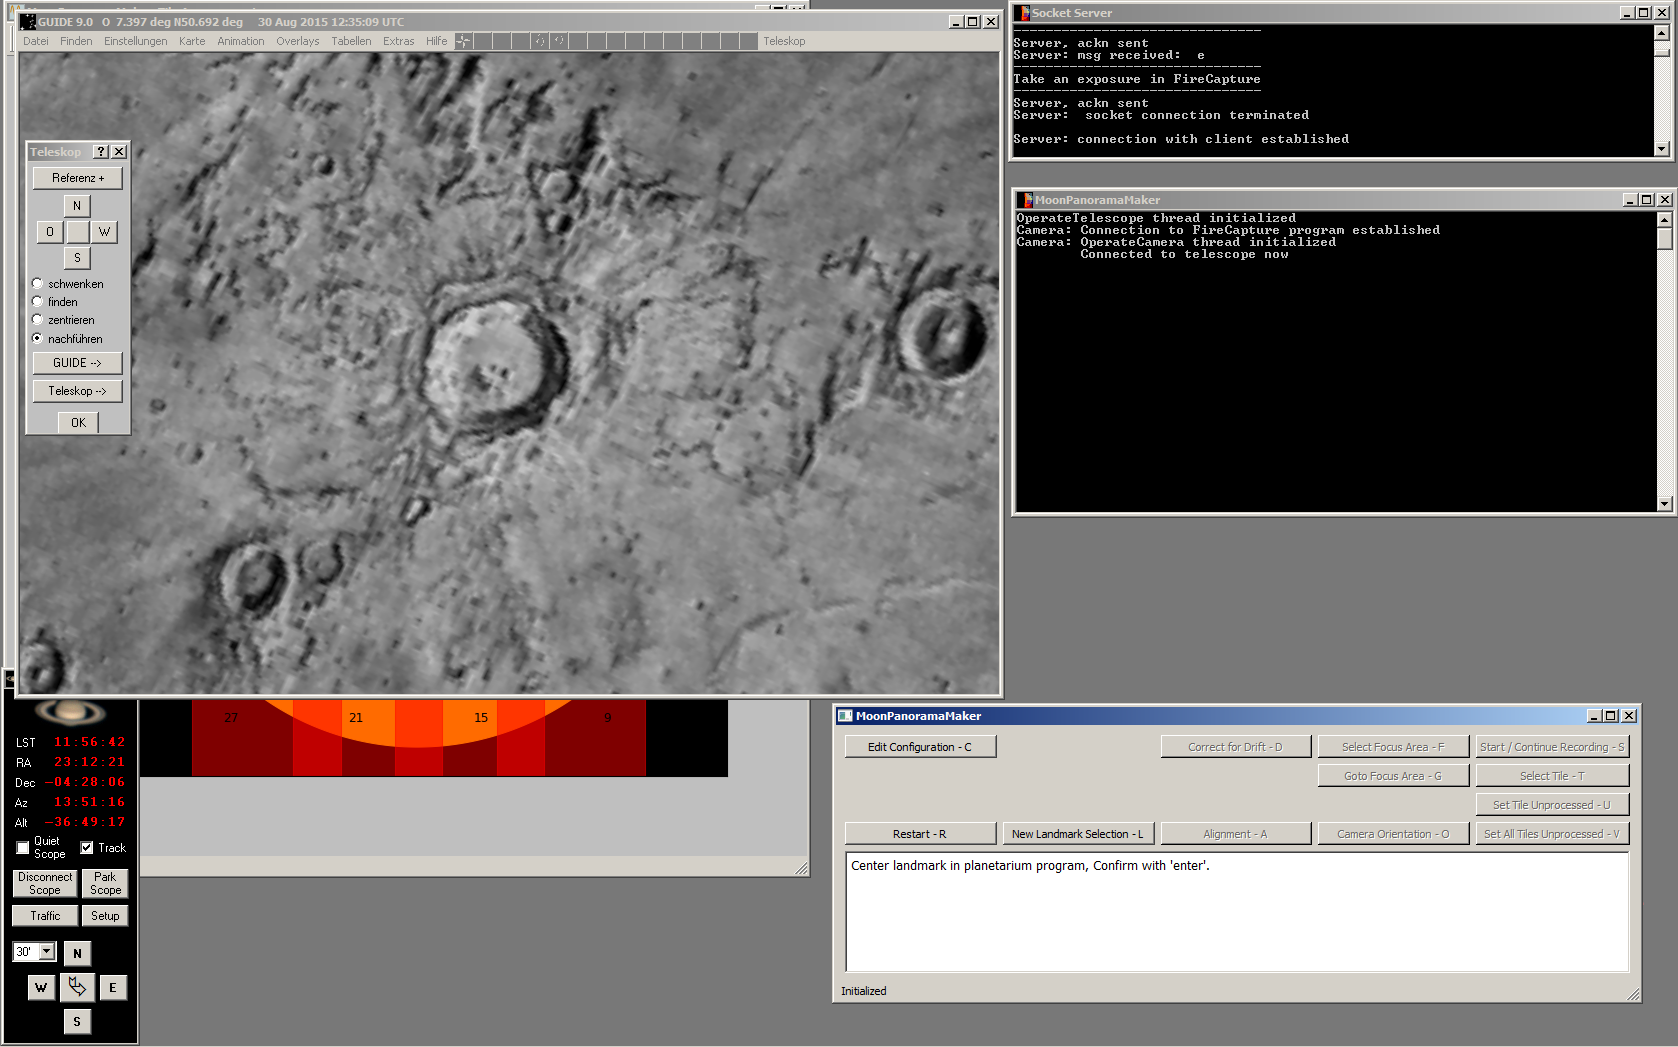 GUIDE 9.0 O 7.397 deg N50.692 deg 30 Aug 2015 12:35:09 UTC
Datei Finden Einstellungen Karte Animation Overlays Tabellen Extras Hilfe Teleskop
Teleskop
Referenz +
N
O W
S
schwenken
finden
zentrieren
nachführen
GUIDE -->
Teleskop -->
OK
Socket Server
Server, ackn sent
Server: msg received: e
Take an exposure in FireCapture
Server, ackn sent
Server: socket connection terminated
Server: connection with client established
MoonPanoramaMaker
OperateTelescope thread initialized
Camera: Connection to FireCapture program established
Camera: OperateCamera thread initialized
Connected to telescope now
27 21 15 9
LST 11:56:42
RA 23:12:21
Dec -04:28:06
Az 13:51:16
Alt -36:49:17
Quiet Scope
Track
Disconnect Scope
Park Scope
Traffic Setup
30'
N
W E
S
MoonPanoramaMaker
Edit Configuration - C Correct for Drift - D Select Focus Area - F Start / Continue Recording - S
Goto Focus Area - G Select Tile - T
Set Tile Unprocessed - U
Restart - R New Landmark Selection - L Alignment - A Camera Orientation - O Set All Tiles Unprocessed - V
Center landmark in planetarium program, Confirm with 'enter'.
Initialized